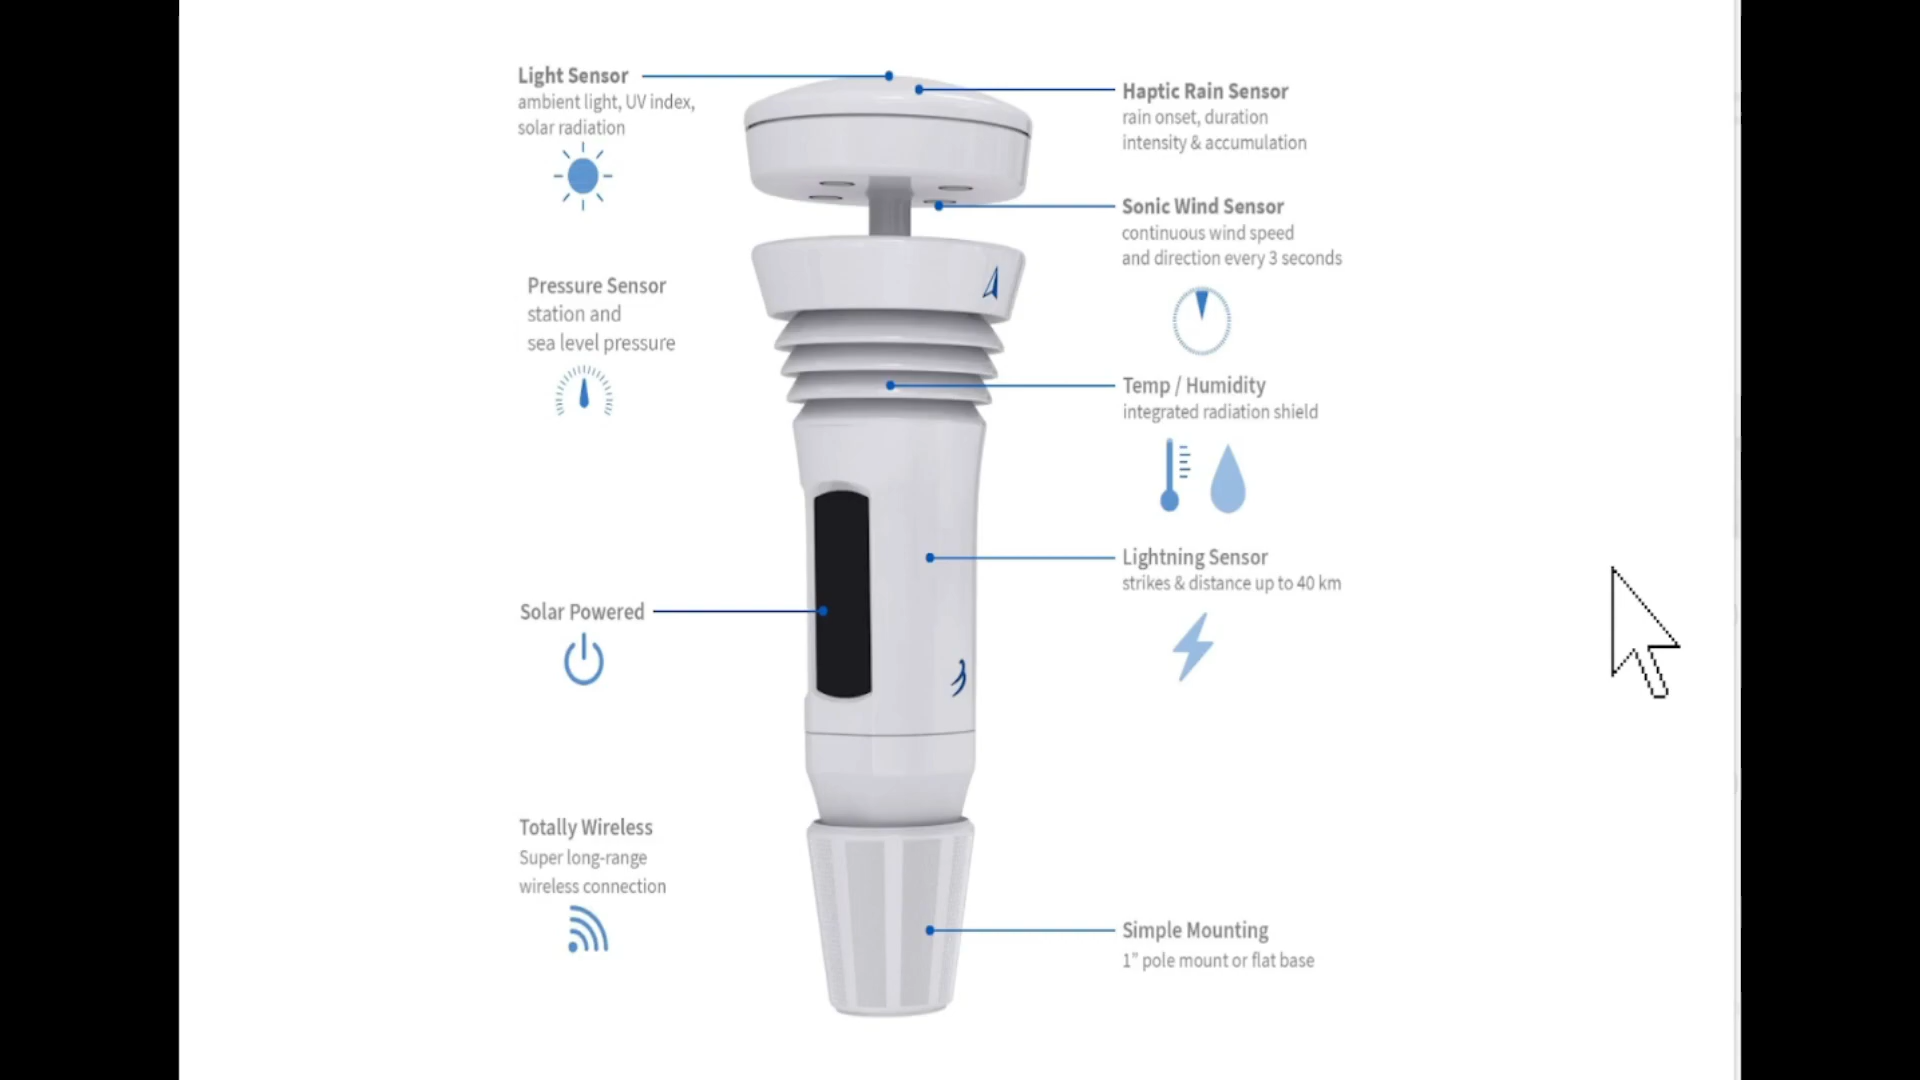 Light Sensor
ambient light, UV index,
solar radiation
Haptic Rain Sensor
rain onset, duration
intensity & accumulation
Sonic Wind Sensor
continuous wind speed
and direction every 3 seconds
Pressure Sensor
station and
sea level pressure
Temp / Humidity
integrated radiation shield
Lightning Sensor
strikes & distance up to 40 km
Solar Powered
Totally Wireless
Super long-range
wireless connection
Simple Mounting
1” pole mount or flat base